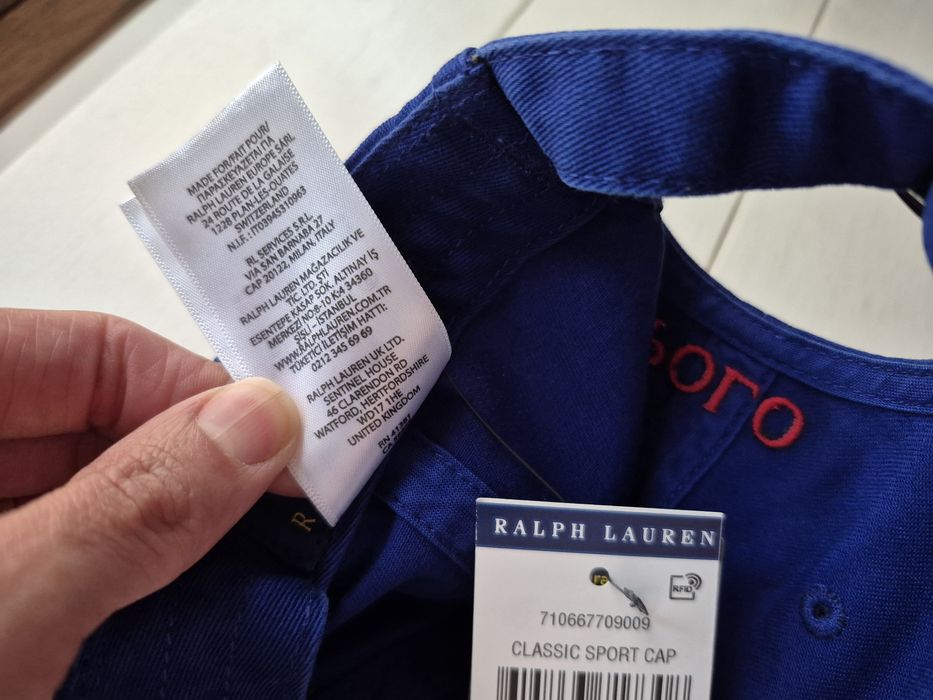 MADE FOR/FAIT POUR/
ΠΑΡΑΣΚΕΥΑΖΕΤΑΙ ΓΙΑ
RALPH LAUREN EUROPE SÀRL
24 ROUTE DE LA GALAISE
1228 PLAN-LES-OUATES
SWITZERLAND
N.I.F.: IT03945310963
RL SERVICES S.R.L.
VIA SAN BARNABA 27
CAP 20122, MILAN, ITALY
RALPH LAUREN MAĞAZACILIK VE
TİC. LTD. ŞTİ
ESENTEPE KASAP SOK. ALTINAY İŞ
MERKEZİ NO:8-10 K:4 34360
ŞİŞLİ – İSTANBUL
WWW.RALPHLAUREN.COM.TR
TÜKETİCİ İLETİŞİM HATTI:
0212 345 69 69
RALPH LAUREN UK LTD.
SENTINEL HOUSE
46 CLARENDON RD
WATFORD, HERTFORDSHIRE
WD17 1HE
UNITED KINGDOM
RN 41381
R
RALPH LAUREN
RFID
710667709009
CLASSIC SPORT CAP